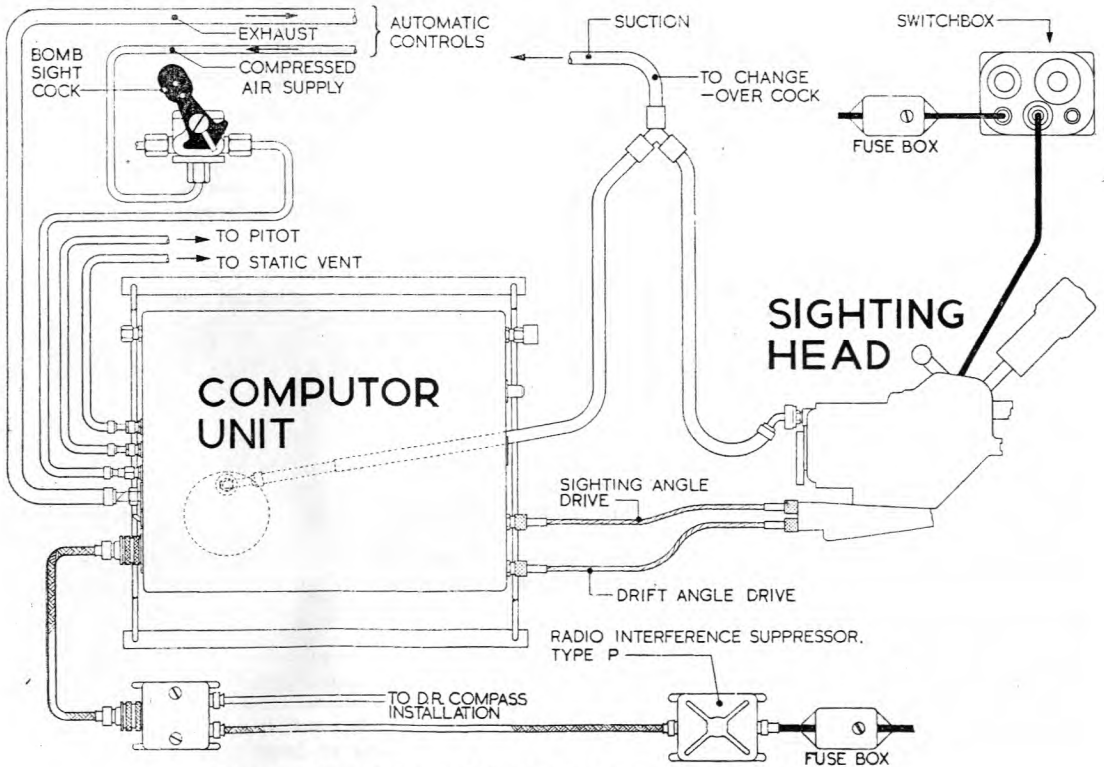 EXHAUST
AUTOMATIC
CONTROLS
BOMB
SIGHT
COCK
COMPRESSED
AIR SUPPLY
SUCTION
TO CHANGE
-OVER COCK
SWITCHBOX
FUSE BOX
TO PITOT
TO STATIC VENT
COMPUTOR
UNIT
SIGHTING
HEAD
SIGHTING ANGLE
DRIVE
DRIFT ANGLE DRIVE
RADIO INTERFERENCE SUPPRESSOR.
TYPE P
TO D.R. COMPASS
INSTALLATION
FUSE BOX